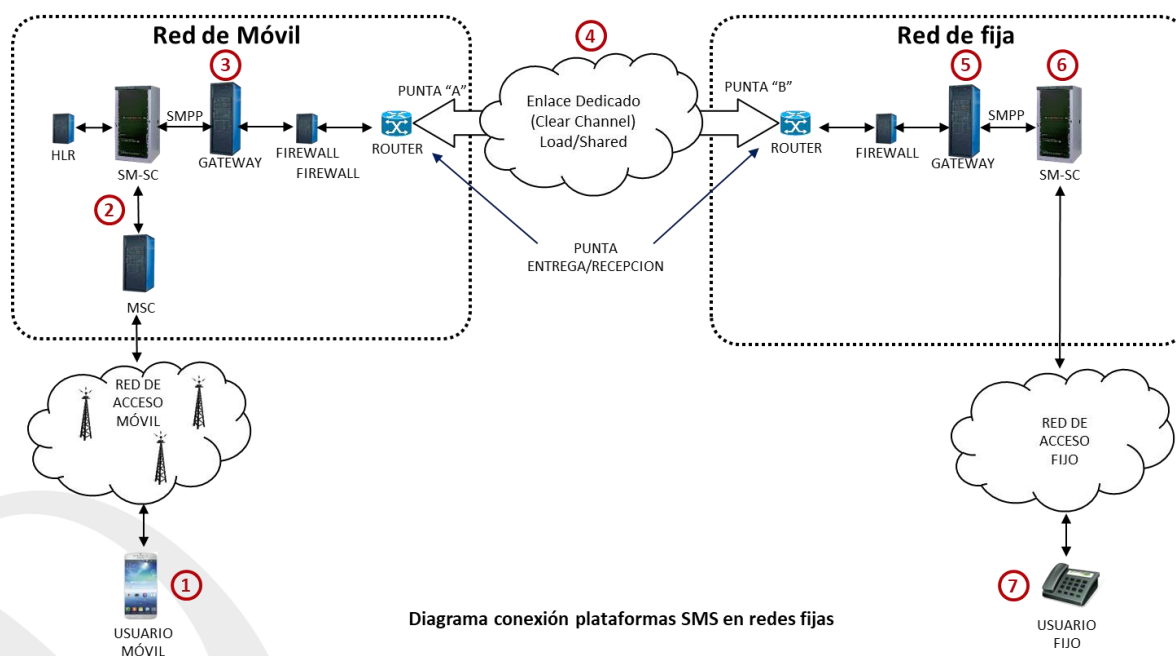 Red de Móvil
3
SM-SC
SMPP
HLR
GATEWAY
FIREWALL
FIREWALL
PUNTA "A"
ROUTER
2
MSC
RED DE
ACCESO
MÓVIL
1
USUARIO
MÓVIL
4
Enlace Dedicado
(Clear Channel)
Load/Shared
PUNTA
ENTREGA/RECEPCION
Red de fija
PUNTA "B"
ROUTER
FIREWALL
5
GATEWAY
SMPP
6
SM-SC
RED DE
ACCESO
FIJO
7
USUARIO
FIJO
Diagrama conexión plataformas SMS en redes fijas